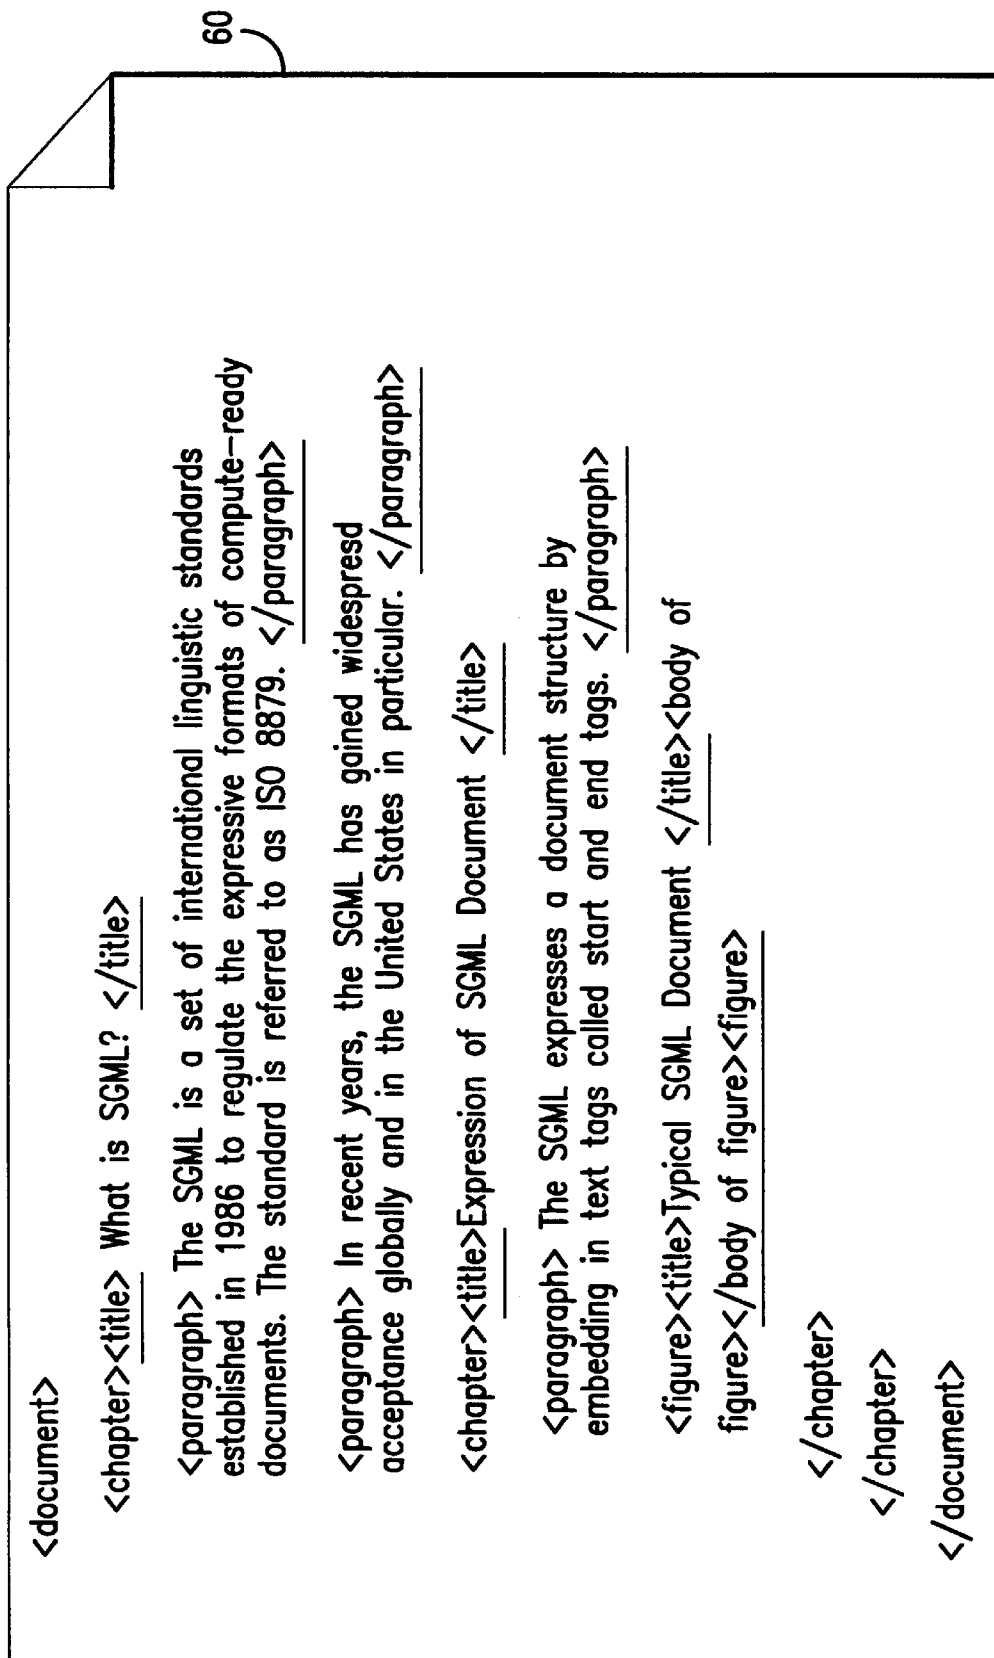 60
<document>
<chapter><title> What is SGML? </title>
<paragraph> The SGML is a set of international linguistic standards
established in 1986 to regulate the expressive formats of compute-ready
documents. The standard is referred to as ISO 8879. </paragraph>
<paragraph> In recent years, the SGML has gained widespresd
acceptance globally and in the United States in particular. </paragraph>
<chapter><title>Expression of SGML Document </title>
<paragraph> The SGML expresses a document structure by
embedding in text tags called start and end tags. </paragraph>
<figure><title>Typical SGML Document </title><body of
figure></body of figure><figure>
</chapter>
</chapter>
</document>